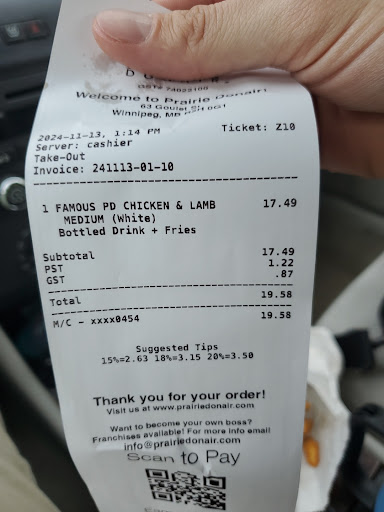 Welcome to Prairie Donair!
63 Goulet St
Winnipeg, MB 0G1
2024-11-13, 1:14 PM Ticket: Z10
Server: cashier
Take-Out
Invoice: 241113-01-10
1 FAMOUS PD CHICKEN & LAMB 17.49
MEDIUM (White)
Bottled Drink + Fries
Subtotal 17.49
PST 1.22
GST .87
Total 19.58
M/C - xxxx0454 19.58
Suggested Tips
15%=2.63 18%=3.15 20%=3.50
Thank you for your order!
Visit us at www.prairiedonair.com
Want to become your own boss?
Franchises available! For more info email
info@prairiedonair.com
Scan to Pay